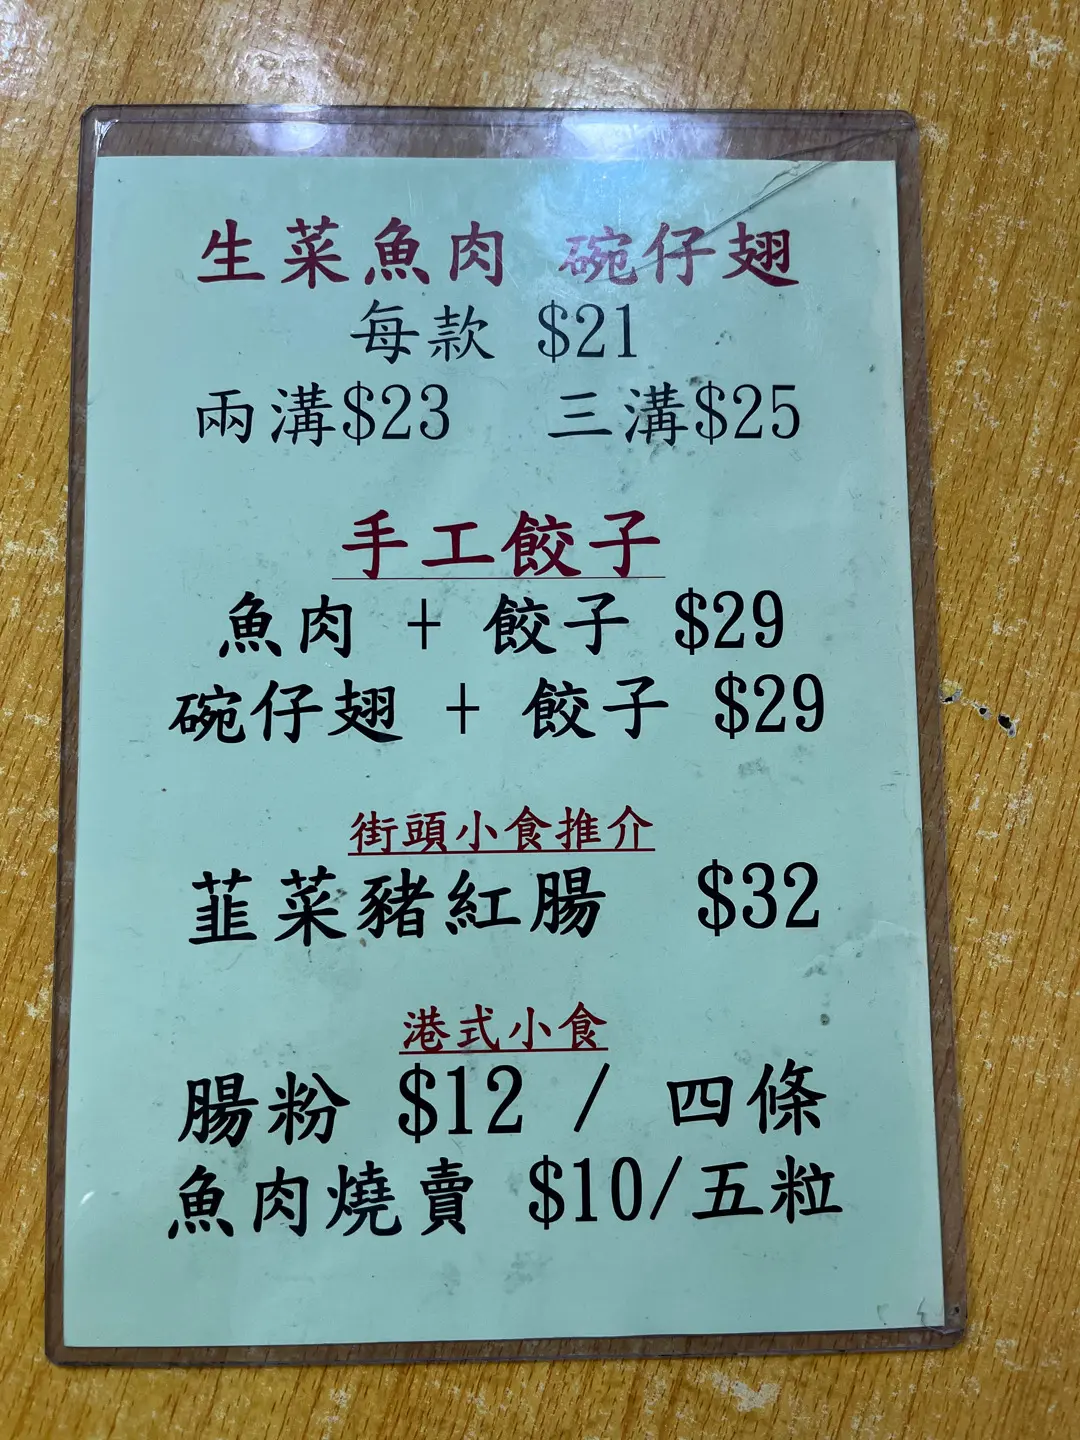 生菜魚肉 碗仔翅
每款 $21
兩溝$23 三溝$25
手工餃子
魚肉 + 餃子 $29
碗仔翅 + 餃子 $29
街頭小食推介
韮菜豬紅腸 $32
港式小食
腸粉 $12 / 四條
魚肉燒賣 $10/五粒